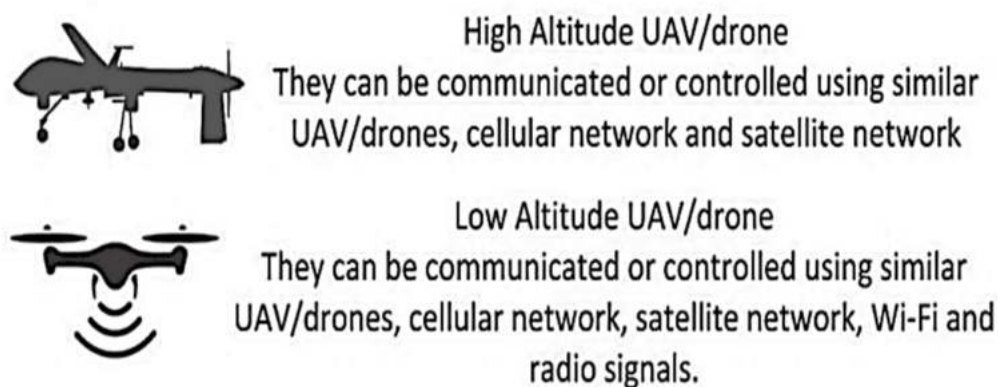 High Altitude UAV/drone
They can be communicated or controlled using similar
UAV/drones, cellular network and satellite network
Low Altitude UAV/drone
They can be communicated or controlled using similar
UAV/drones, cellular network, satellite network, Wi-Fi and
radio signals.